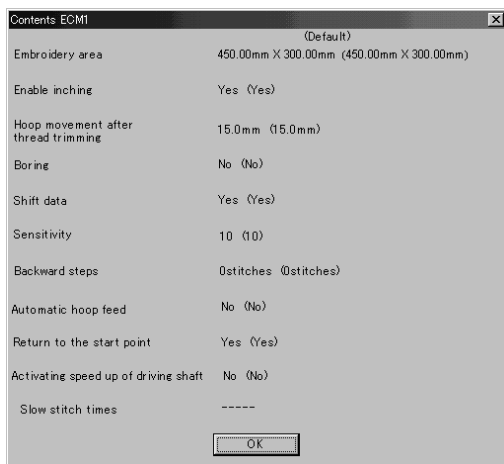 Contents ECM1
(Default)
Embroidery area 450.00mm X 300.00mm (450.00mm X 300.00mm)
Enable inching Yes (Yes)
Hoop movement after
thread trimming 15.0mm (15.0mm)
Boring No (No)
Shift data Yes (Yes)
Sensitivity 10 (10)
Backward steps 0stitches (0stitches)
Automatic hoop feed No (No)
Return to the start point Yes (Yes)
Activating speed up of driving shaft No (No)
Slow stitch times -----
OK